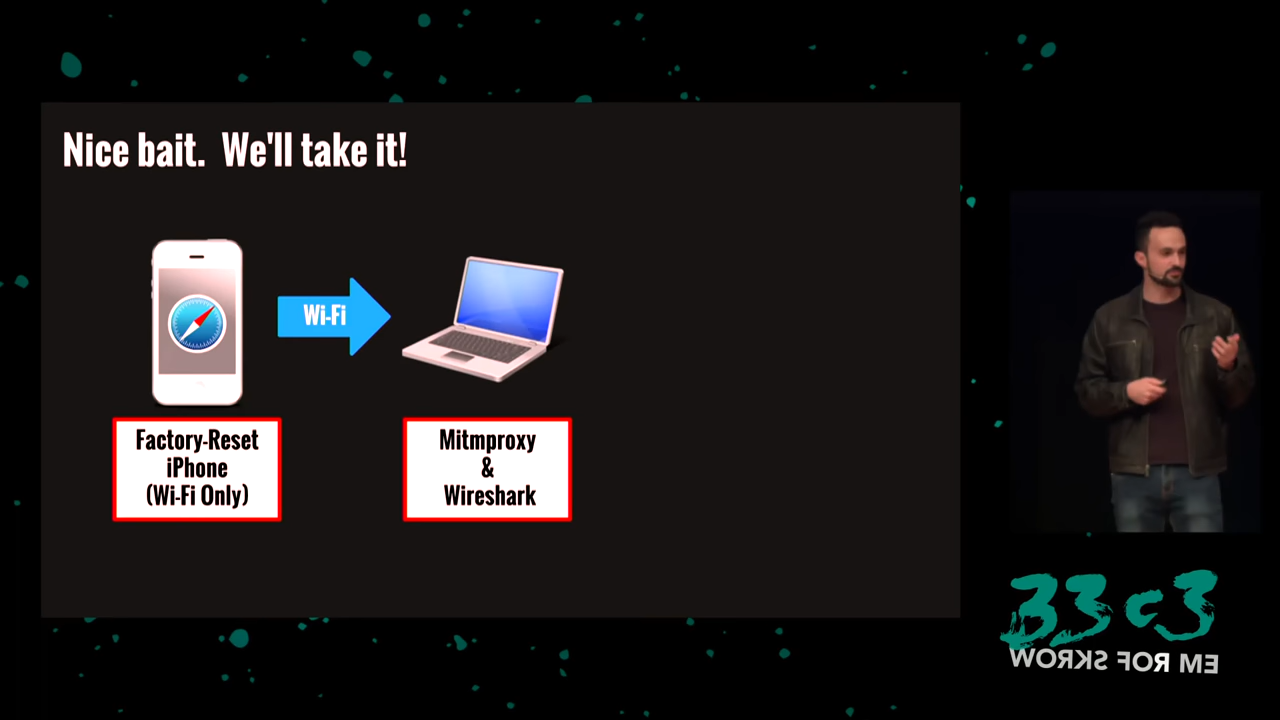 Nice bait. We'll take it!
Wi-Fi
Factory-Reset
iPhone
(Wi-Fi Only)
Mitmproxy
&
Wireshark
33c3
WORKS FOR ME